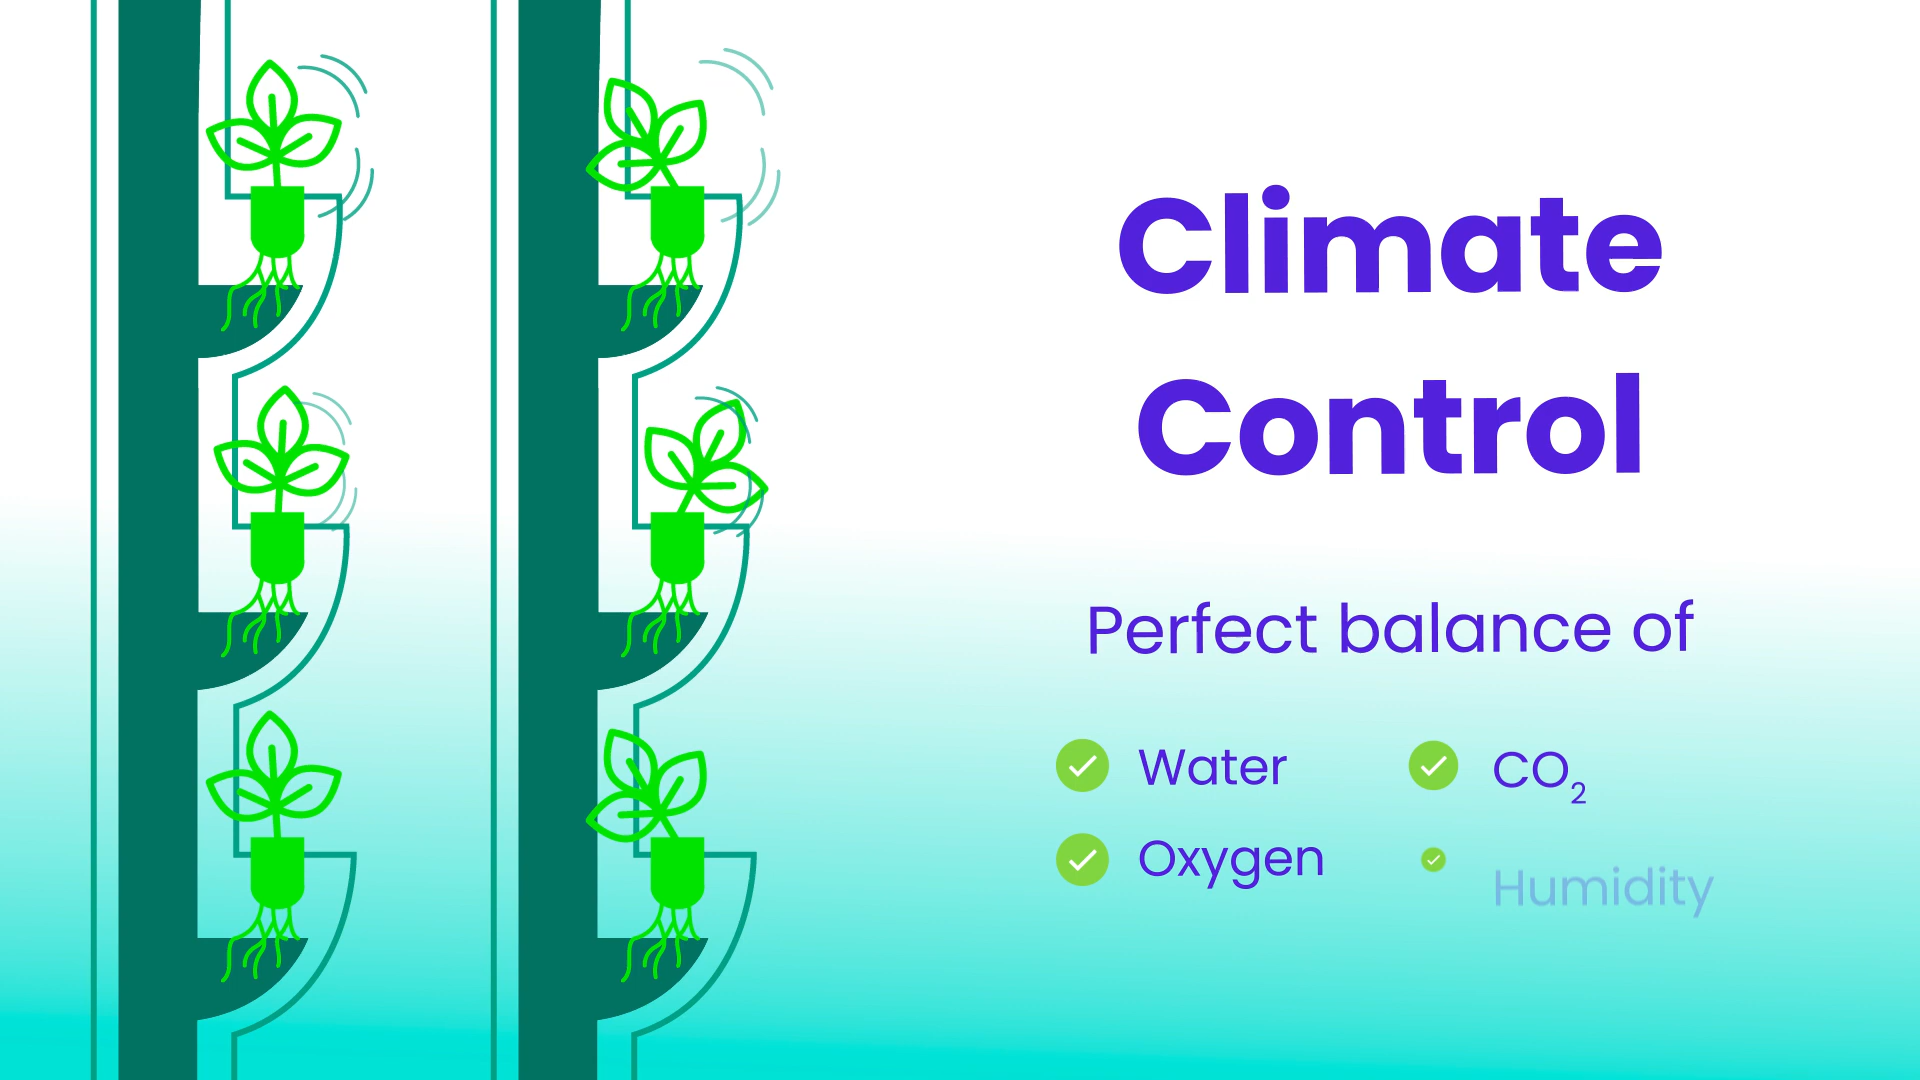 Climate
Control
Perfect balance of
Water
CO₂
Oxygen
Humidity